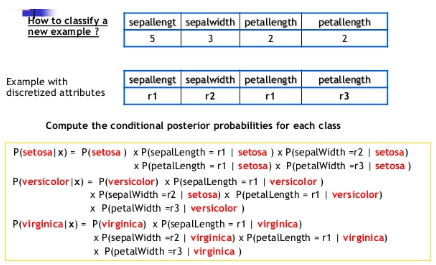 How to classify a
new example ?
sepallengt sepalwidth petallength petallength
5 3 2 2
Example with
discretized attributes
sepallengt sepalwidth petallength petallength
r1 r2 r1 r3
Compute the conditional posterior probabilities for each class
P(setosa|x) = P(setosa ) x P(sepalLength = r1 | setosa ) x P(sepalWidth =r2 | setosa)
x P(petalLength = r1 | setosa) x P(petalWidth =r3 | setosa )
P(versicolor|x) = P(versicolor) x P(sepalLength = r1 | versicolor )
x P(sepalWidth =r2 | setosa) x P(petalLength = r1 | versicolor)
x P(petalWidth =r3 | versicolor )
P(virginica|x) = P(virginica) x P(sepalLength = r1 | virginica)
x P(sepalWidth =r2 | virginica) x P(petalLength = r1 | virginica)
x P(petalWidth =r3 | virginica )